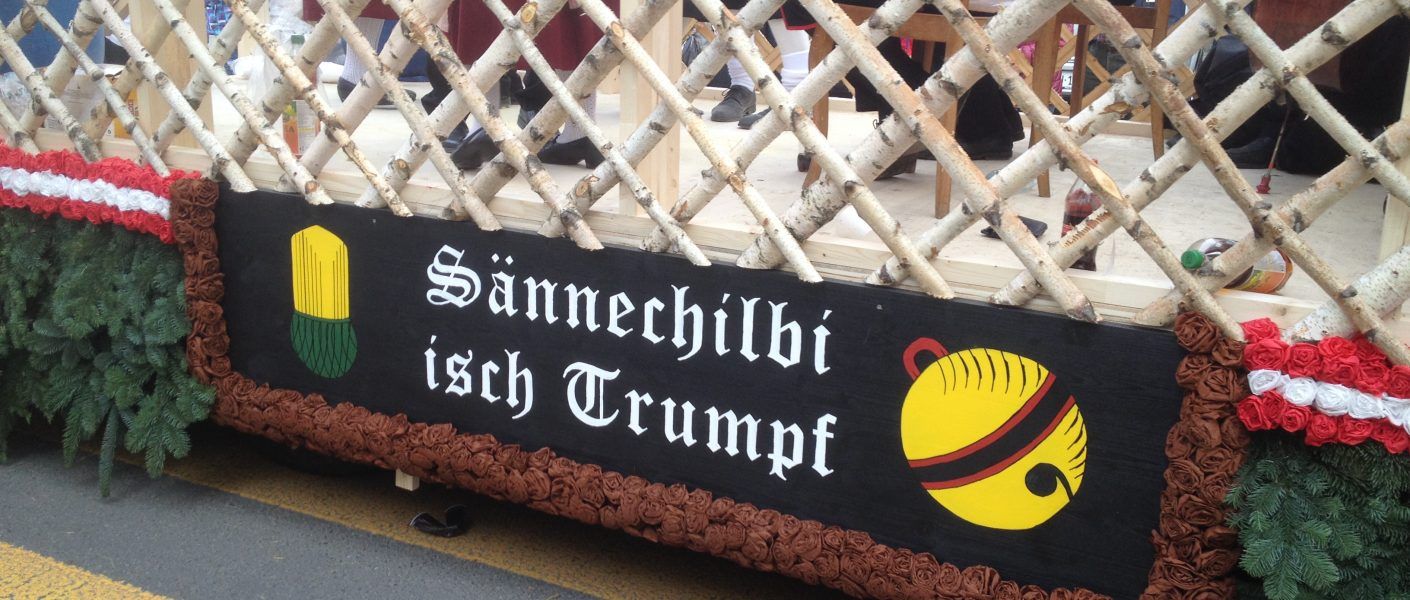 Sännechilbi
isch Trumpf